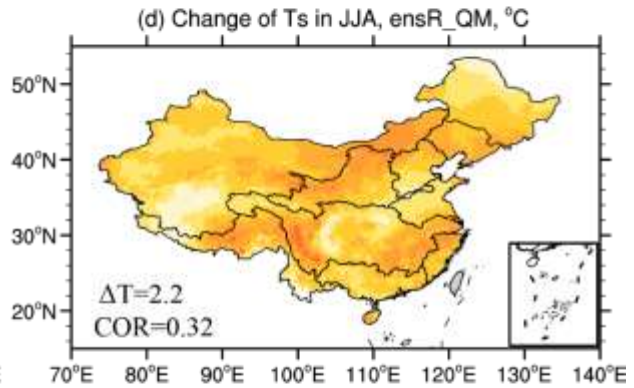 (d) Change of Ts in JJA, ensR_QM, °C
50°N
40°N
30°N
20°N
ΔT=2.2
COR=0.32
70°E 80°E 90°E 100°E 110°E 120°E 130°E 140°E